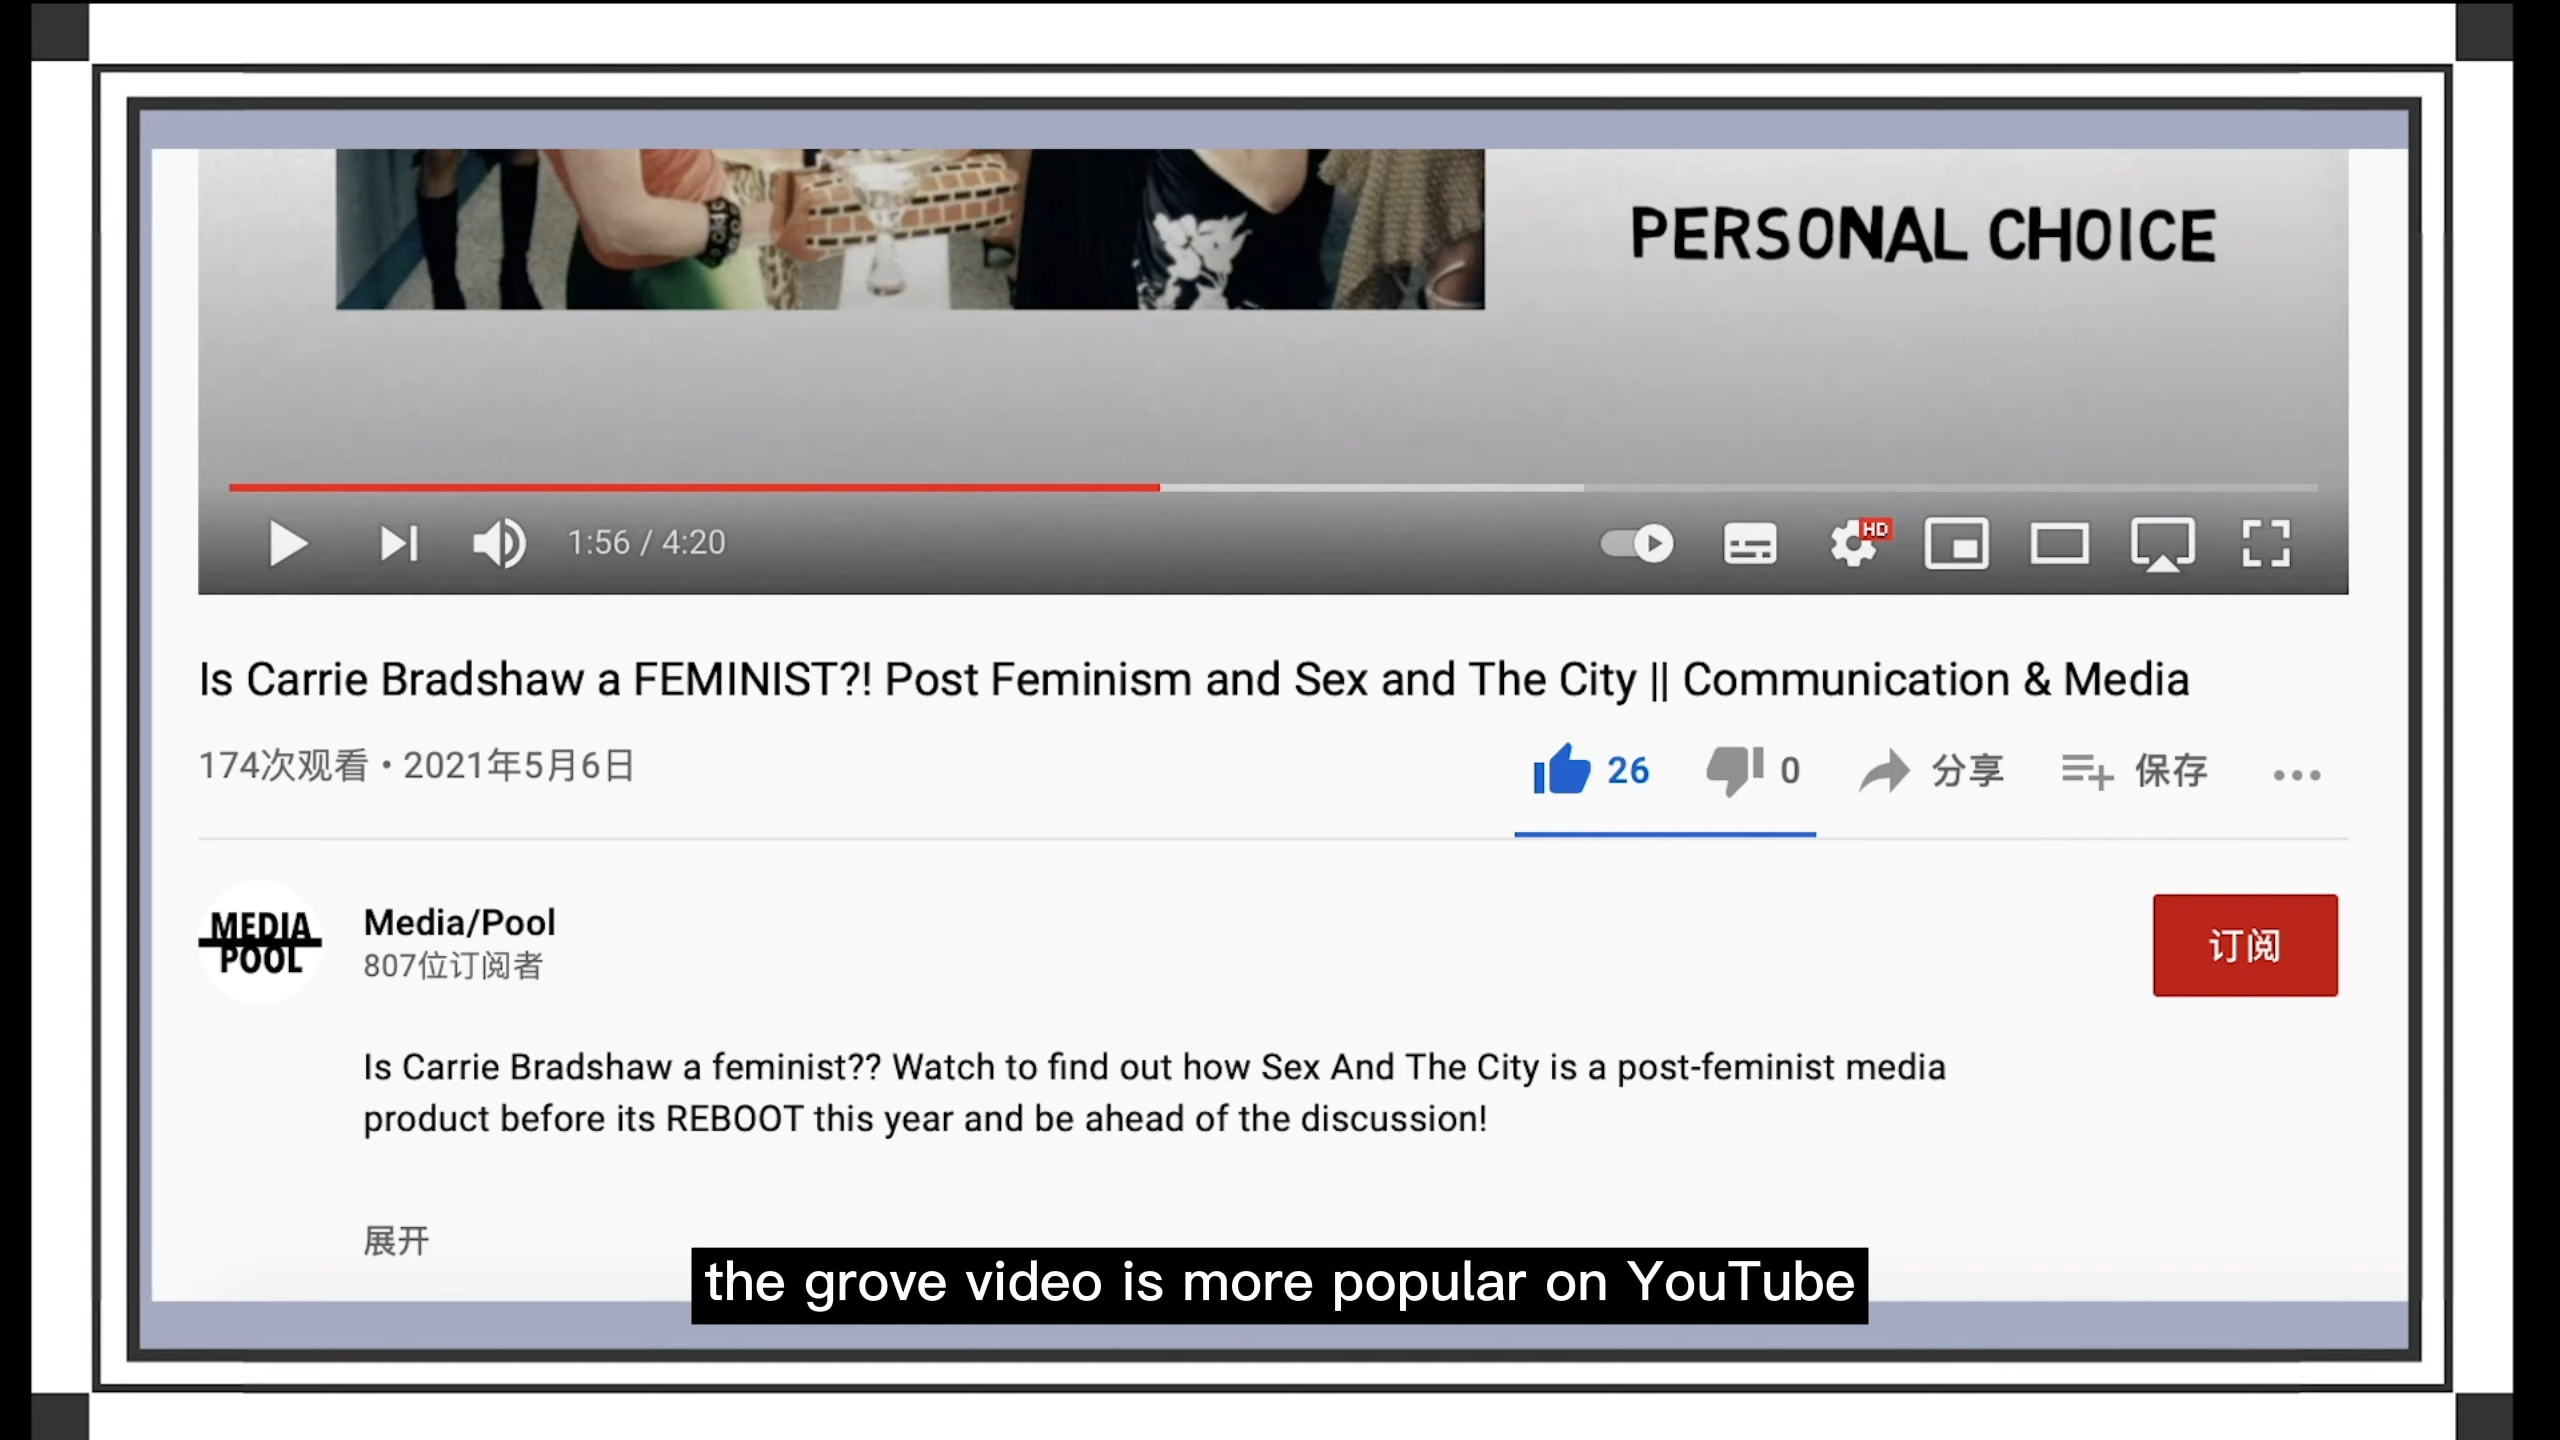 PERSONAL CHOICE
1:56 / 4:20
HD
Is Carrie Bradshaw a FEMINIST?! Post Feminism and Sex and The City || Communication & Media
174次观看 • 2021年5月6日
26
0
分享
保存
MEDIA
POOL
Media/Pool
807位订阅者
订阅
Is Carrie Bradshaw a feminist?? Watch to find out how Sex And The City is a post-feminist media
product before its REBOOT this year and be ahead of the discussion!
展开
the grove video is more popular on YouTube